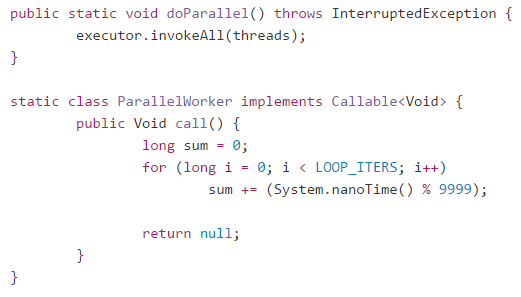 public static void doParallel() throws InterruptedException {
        executor.invokeAll(threads);
}

static class ParallelWorker implements Callable<Void> {
        public Void call() {
                long sum = 0;
                for (long i = 0; i < LOOP_ITERS; i++)
                        sum += (System.nanoTime() % 9999);

                return null;
        }
}